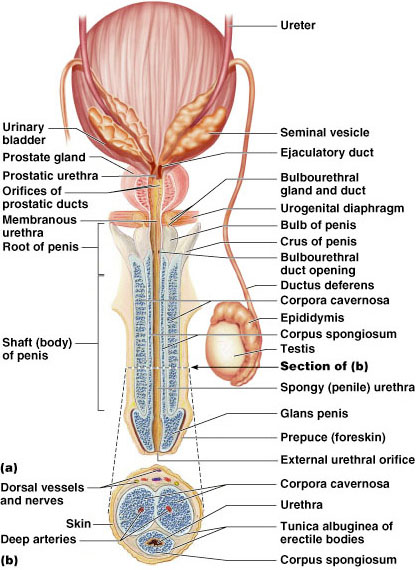 Ureter
Urinary
bladder
Prostate gland
Prostatic urethra
Orifices of
prostatic ducts
Membranous
urethra
Root of penis
Shaft (body)
of penis
Seminal vesicle
Ejaculatory duct
Bulbourethral
gland and duct
Urogenital diaphragm
Bulb of penis
Crus of penis
Bulbourethral
duct opening
Ductus deferens
Corpora cavernosa
Epididymis
Corpus spongiosum
Testis
Section of (b)
Spongy (penile) urethra
Glans penis
Prepuce (foreskin)
External urethral orifice
(a)
Dorsal vessels
and nerves
Skin
Deep arteries
(b)
Corpora cavernosa
Urethra
Tunica albuginea of
erectile bodies
Corpus spongiosum